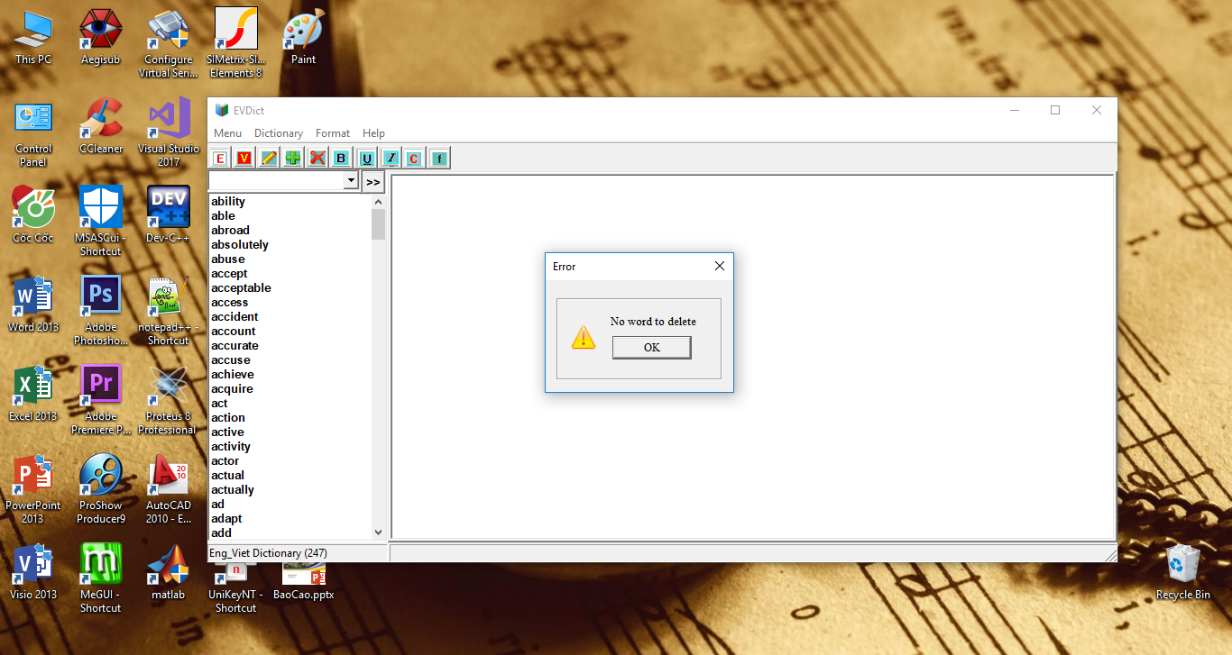 This PC
Aegisub
Configure
Virtual Seri...
SIMetrix-SI...
Elements 8
Paint
Control
Panel
CCleaner
Visual Studio
2017
Cốc Cốc
MSASCui -
Shortcut
DEV
C++
Dev-C++
Word 2013
Ps
Adobe
Photosho...
notepad++ -
Shortcut
Excel 2013
Pr
Adobe
Premiere P...
Proteus 8
Professional
PowerPoint
2013
ProShow
Producer9
AutoCAD
2010 - E...
Visio 2013
MeGUI -
Shortcut
matlab
UniKeyNT -
Shortcut
BaoCao.pptx
Recycle Bin
EVDict
Menu Dictionary Format Help
E V B U I C f
>>
ability
able
abroad
absolutely
abuse
accept
acceptable
access
accident
account
accurate
accuse
achieve
acquire
act
action
active
activity
actor
actual
actually
ad
adapt
add
Eng_Viet Dictionary (247)
Error
No word to delete
OK